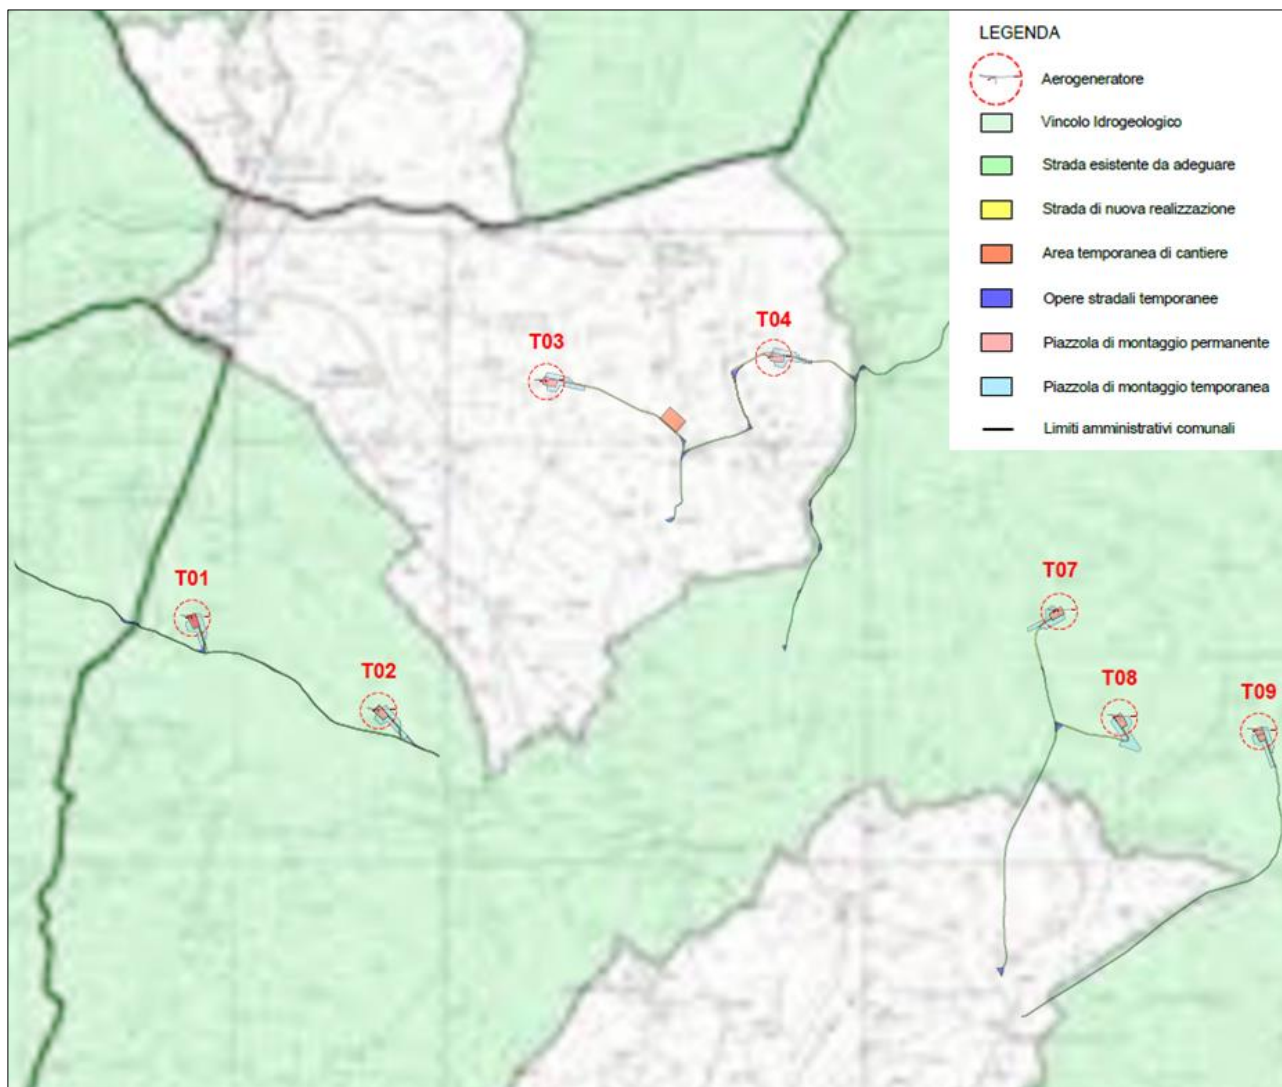 LEGENDA
Aerogeneratore
Vincolo Idrogeologico
Strada esistente da adeguare
Strada di nuova realizzazione
Area temporanea di cantiere
Opere stradali temporanee
Piazzola di montaggio permanente
Piazzola di montaggio temporanea
Limiti amministrativi comunali
T04
T03
T01
T07
T02
T08
T09